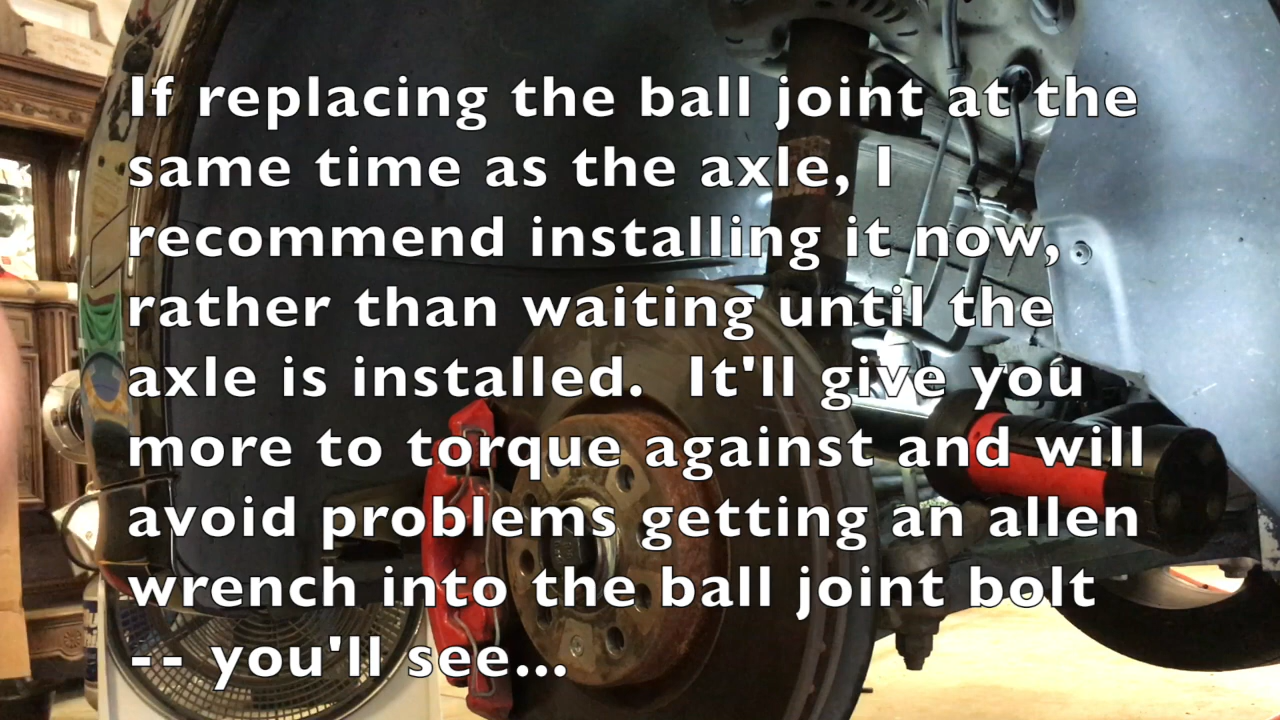 If replacing the ball joint at the
same time as the axle, I
recommend installing it now,
rather than waiting until the
axle is installed.  It'll give you
more to torque against and will
avoid problems getting an allen
wrench into the ball joint bolt
-- you'll see...